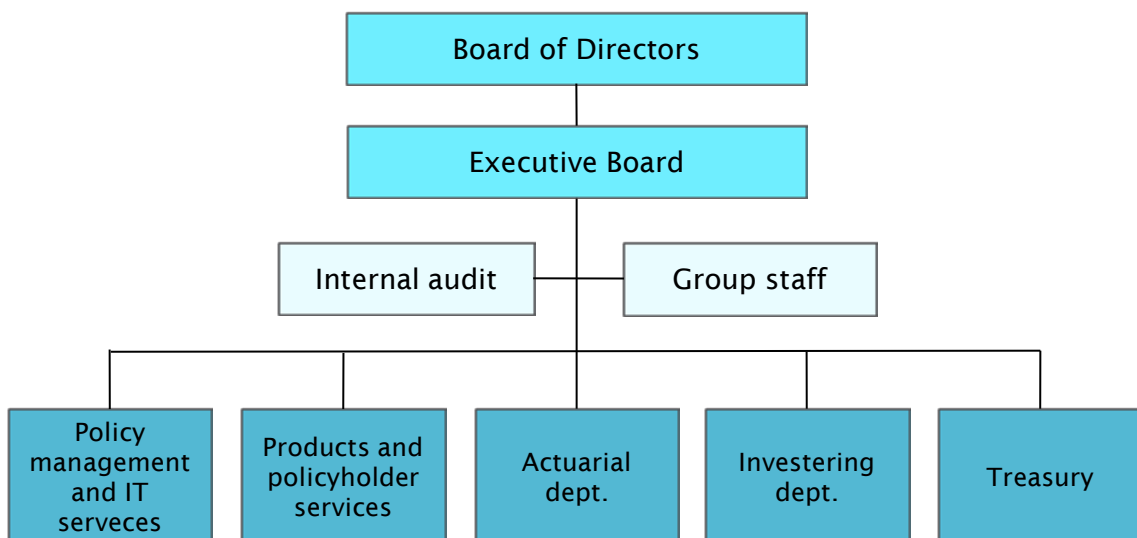 Board of Directors
Executive Board
Internal audit
Group staff
Policy
management
and IT
serveces
Products and
policyholder
services
Actuarial
dept.
Investering
dept.
Treasury